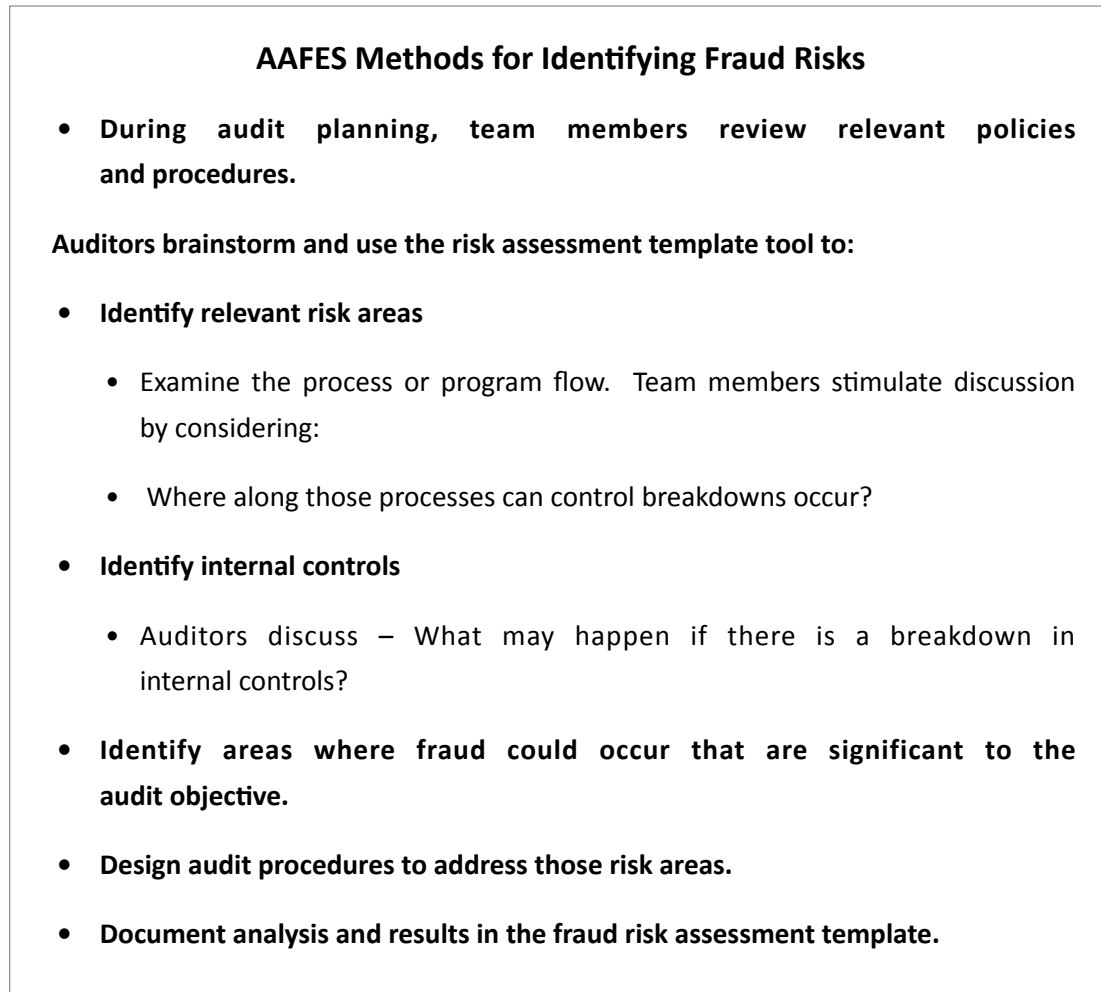 AAFES Methods for Identifying Fraud Risks
• During audit planning, team members review relevant policies
and procedures.
Auditors brainstorm and use the risk assessment template tool to:
• Identify relevant risk areas
• Examine the process or program flow. Team members stimulate discussion
by considering:
• Where along those processes can control breakdowns occur?
• Identify internal controls
• Auditors discuss – What may happen if there is a breakdown in
internal controls?
• Identify areas where fraud could occur that are significant to the
audit objective.
• Design audit procedures to address those risk areas.
• Document analysis and results in the fraud risk assessment template.